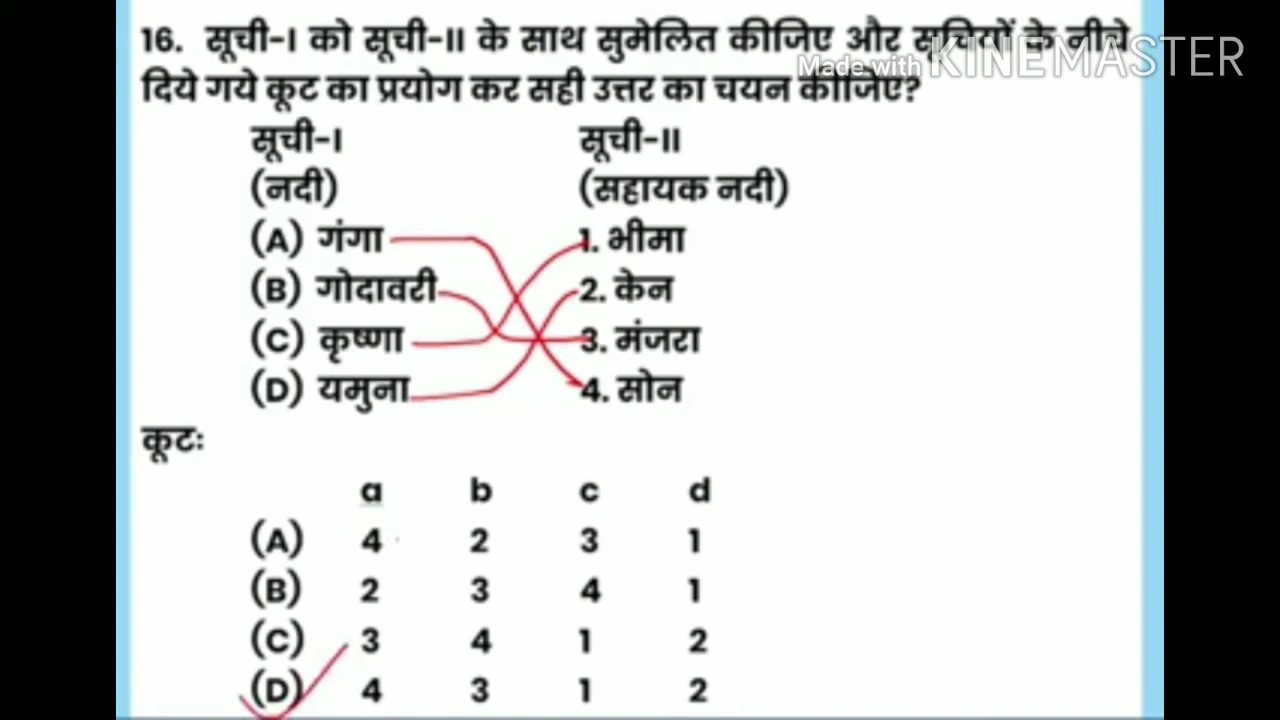 16. सूची-I को सूची-II के साथ सुमेलित कीजिए और सूचियों के नीचे
Made with KINEMASTER
दिये गये कूट का प्रयोग कर सही उत्तर का चयन कीजिए?
सूची-I सूची-II
(नदी) (सहायक नदी)
(A) गंगा 1. भीमा
(B) गोदावरी 2. केन
(C) कृष्णा 3. मंजरा
(D) यमुना 4. सोन
कूटः
a b c d
(A) 4 2 3 1
(B) 2 3 4 1
(C) 3 4 1 2
(D) 4 3 1 2